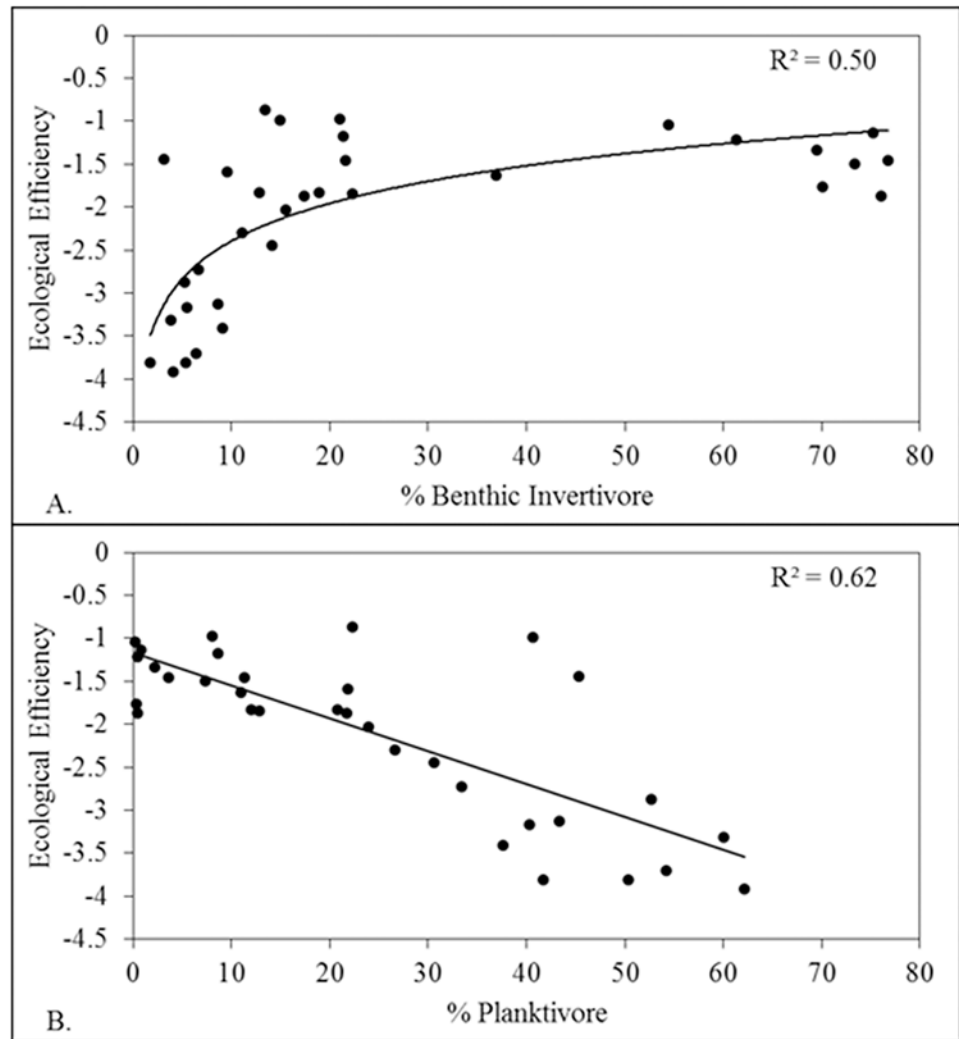 0
-0.5
-1
-1.5
-2
-2.5
-3
-3.5
-4
-4.5
Ecological Efficiency
R² = 0.50
0 10 20 30 40 50 60 70 80
% Benthic Invertivore
A.
0
-0.5
-1
-1.5
-2
-2.5
-3
-3.5
-4
-4.5
Ecological Efficiency
R² = 0.62
0 10 20 30 40 50 60 70 80
% Planktivore
B.